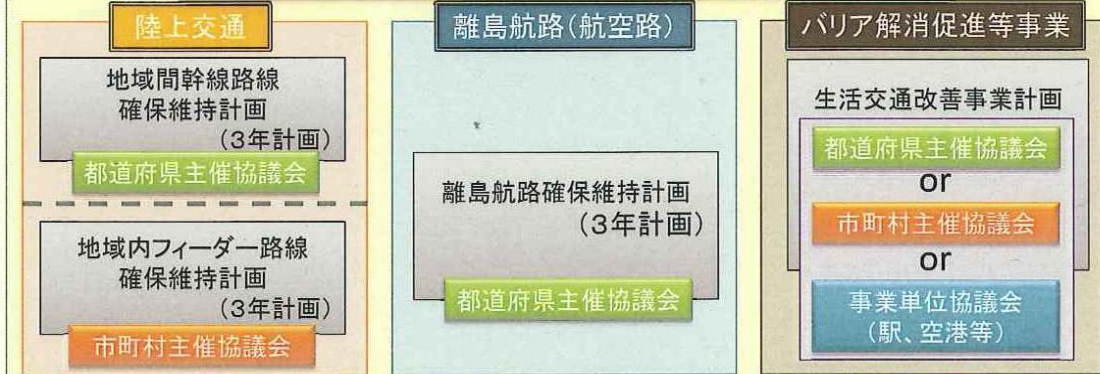 陸上交通
地域間幹線路線
確保維持計画
(3年計画)
都道府県主催協議会
地域内フィーダー路線
確保維持計画
(3年計画)
市町村主催協議会
離島航路(航空路)
離島航路確保維持計画
(3年計画)
都道府県主催協議会
バリア解消促進等事業
生活交通改善事業計画
都道府県主催協議会
or
市町村主催協議会
or
事業単位協議会
(駅、空港等)